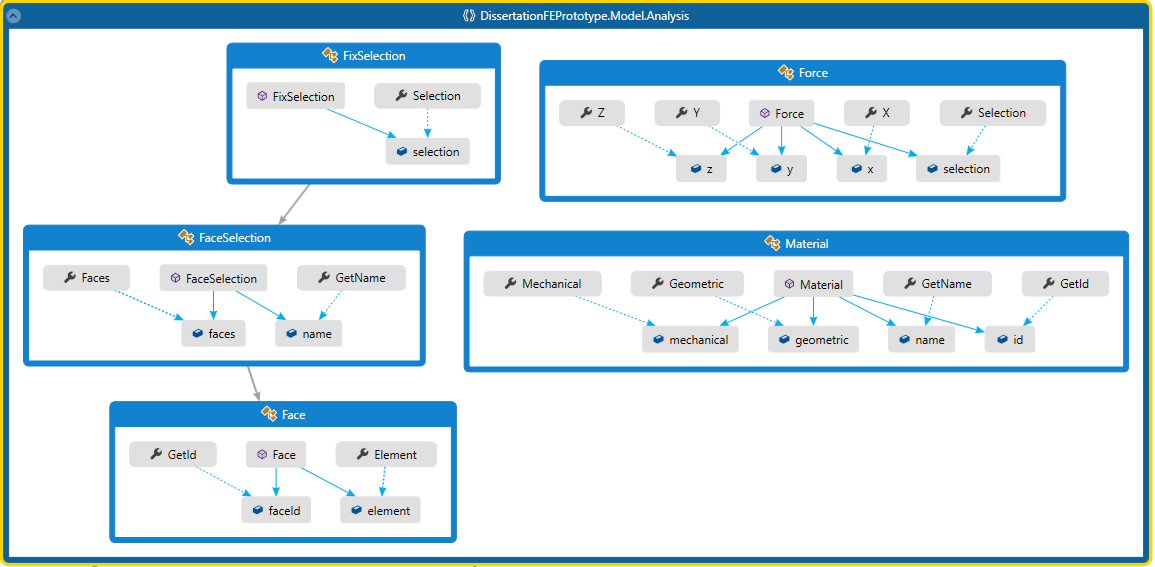 DissertationFEPrototype.Model.Analysis
FixSelection
FixSelection
Selection
selection
Force
Z
Y
Force
X
Selection
z
y
x
selection
FaceSelection
Faces
FaceSelection
GetName
faces
name
Material
Mechanical
Geometric
Material
GetName
GetId
mechanical
geometric
name
id
Face
GetId
Face
Element
faceId
element